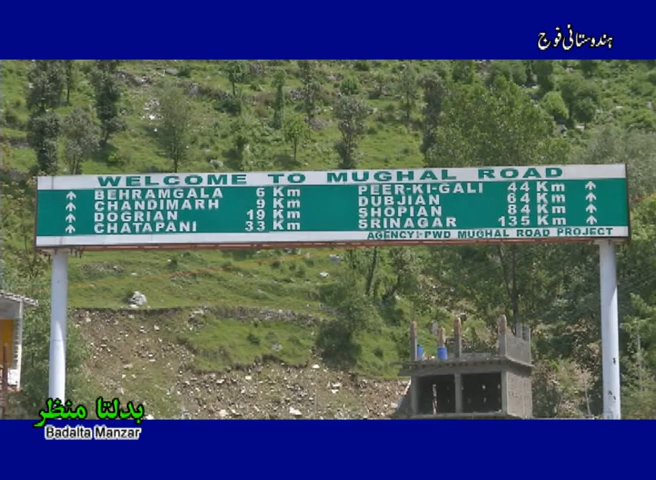 ہندوستانی فوج
WELCOME TO MUGHAL ROAD
BEHRAMGALA 6 Km
CHANDIMARH 9 Km
DOGRIAN 19 Km
CHATAPANI 33 Km
PEER-KI-GALI 44 Km
DUBJIAN 64 Km
SHOPIAN 84 Km
SRINAGAR 135 Km
AGENCY:-PWD MUGHAL ROAD PROJECT
بدلتا منظر
Badalta Manzar